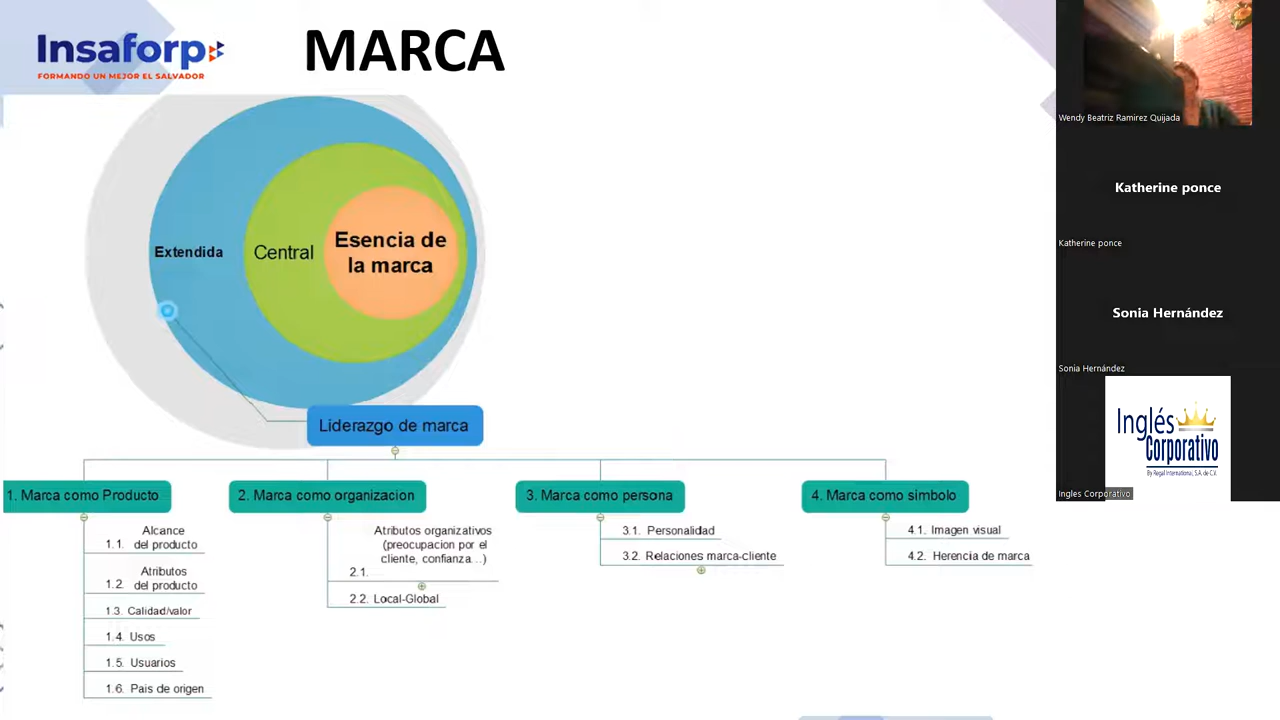 Insaforp
FORMANDO UN MEJOR EL SALVADOR
MARCA
Extendida
Central
Esencia de
la marca
Liderazgo de marca
1. Marca como Producto
Alcance
1.1. del producto
Atributos
1.2. del producto
1.3. Calidad/valor
1.4. Usos
1.5. Usuarios
1.6. Pais de origen
2. Marca como organizacion
Atributos organizativos
(preocupacion por el
cliente, confianza...)
2.1.
2.2. Local-Global
3. Marca como persona
3.1. Personalidad
3.2. Relaciones marca-cliente
4. Marca como simbolo
4.1. Imagen visual
4.2. Herencia de marca
Wendy Beatriz Ramirez Quijada
Katherine ponce
Katherine ponce
Sonia Hernández
Sonia Hernández
Inglés
Corporativo
By Regal International, S.A. de C.V.
Ingles Corporativo